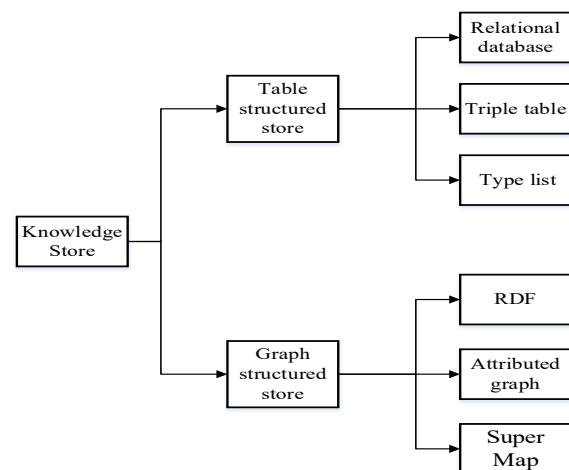 Relational
database
Table
structured
store
Triple table
Type list
Knowledge
Store
RDF
Graph
structured
store
Attributed
graph
Super
Map